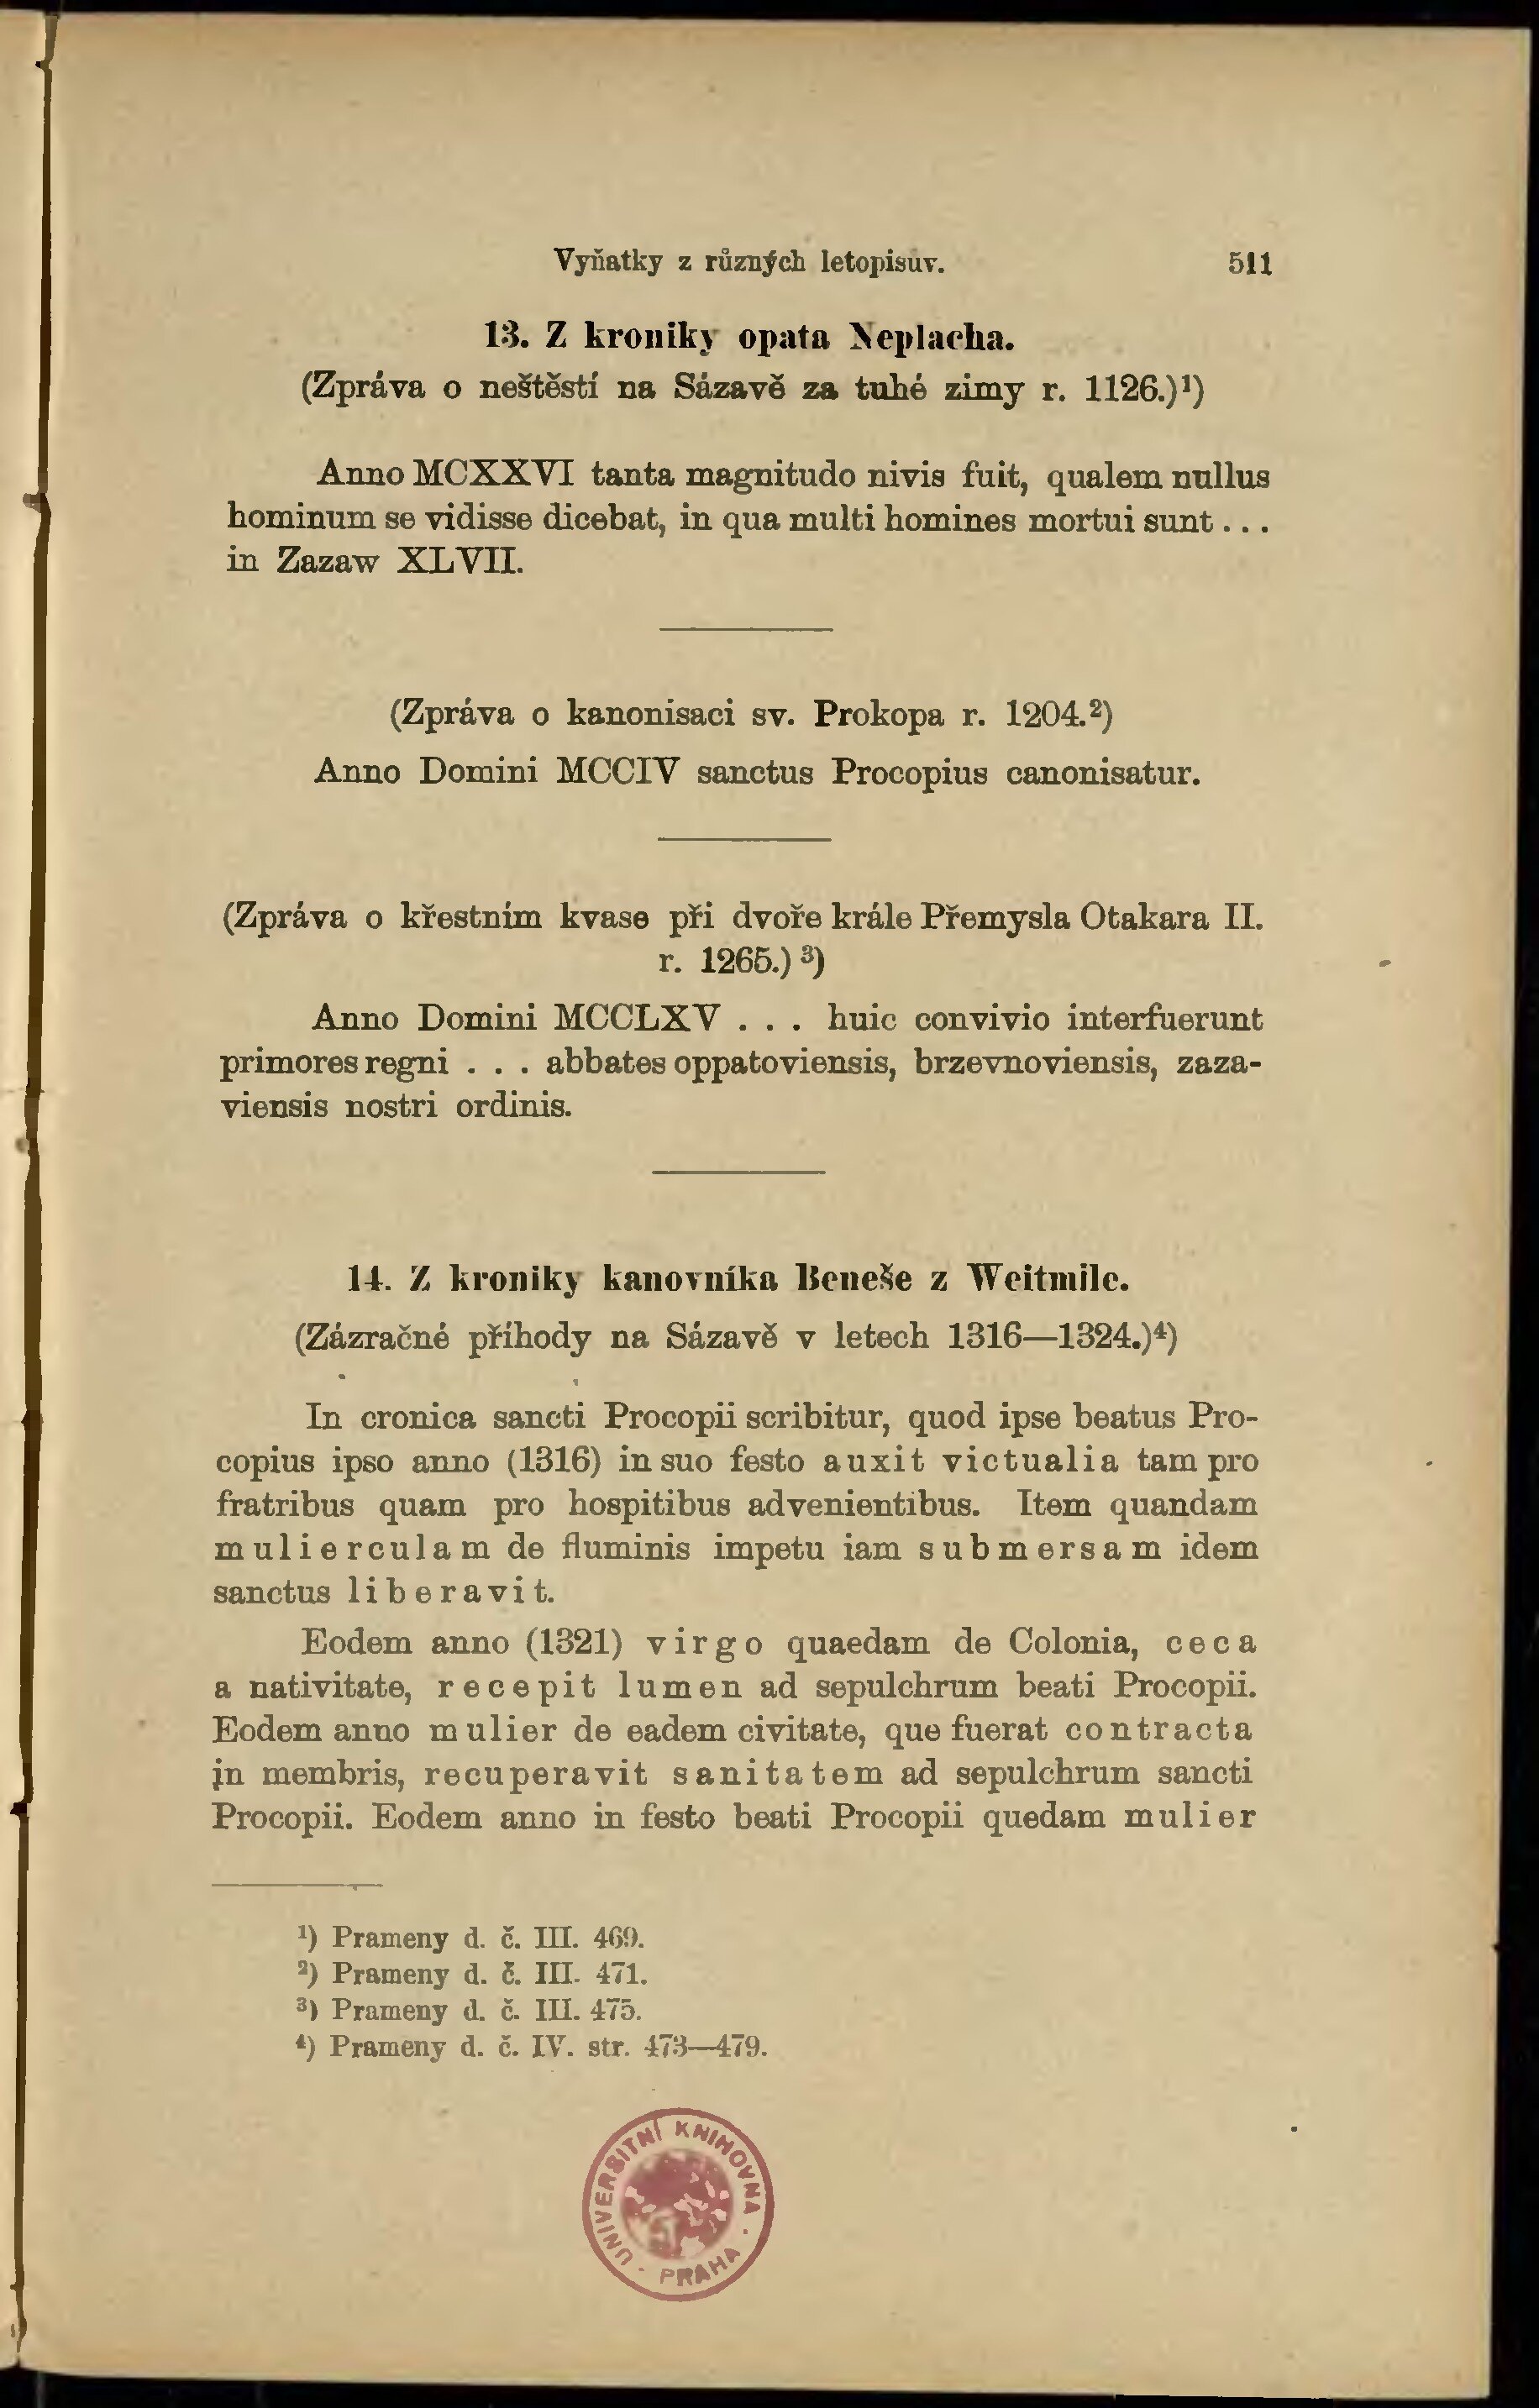 Vyňatky z různých letopisův. 511
13. Z kroniky opata Neplacha.
(Zpráva o neštěstí na Sázavě za tuhé zimy r. 1126.)¹)
Anno MCXXVI tanta magnitudo nivis fuit, qualem nullus
hominum se vidisse dicebat, in qua multi homines mortui sunt...
in Zazaw XLVII.
(Zpráva o kanonisaci sv. Prokopa r. 1204.²)
Anno Domini MCCIV sanctus Procopius canonisatur.
(Zpráva o křestním kvase při dvoře krále Přemysla Otakara II.
r. 1265.) ³)
Anno Domini MCCLXV . . . huic convivio interfuerunt
primores regni . . . abbates oppatoviensis, brzevnoviensis, zaza-
viensis nostri ordinis.
14. Z kroniky kanovníka Beneše z Weitmile.
(Zázračné příhody na Sázavě v letech 1316—1324.)⁴)
In cronica sancti Procopii scribitur, quod ipse beatus Pro-
copius ipso anno (1316) in suo festo auxit victualia tam pro
fratribus quam pro hospitibus advenientibus. Item quandam
mulierculam de fluminis impetu iam submersam idem
sanctus liberavit.
Eodem anno (1321) virgo quaedam de Colonia, ceca
a nativitate, recepit lumen ad sepulchrum beati Procopii.
Eodem anno mulier de eadem civitate, que fuerat contracta
in membris, recuperavit sanitatem ad sepulchrum sancti
Procopii. Eodem anno in festo beati Procopii quedam mulier
¹) Prameny d. č. III. 469.
²) Prameny d. č. III. 471.
³) Prameny d. č. III. 475.
⁴) Prameny d. č. IV. str. 473—479.
UNIVERSITNÍ KNIHOVNA · PRAHA ·